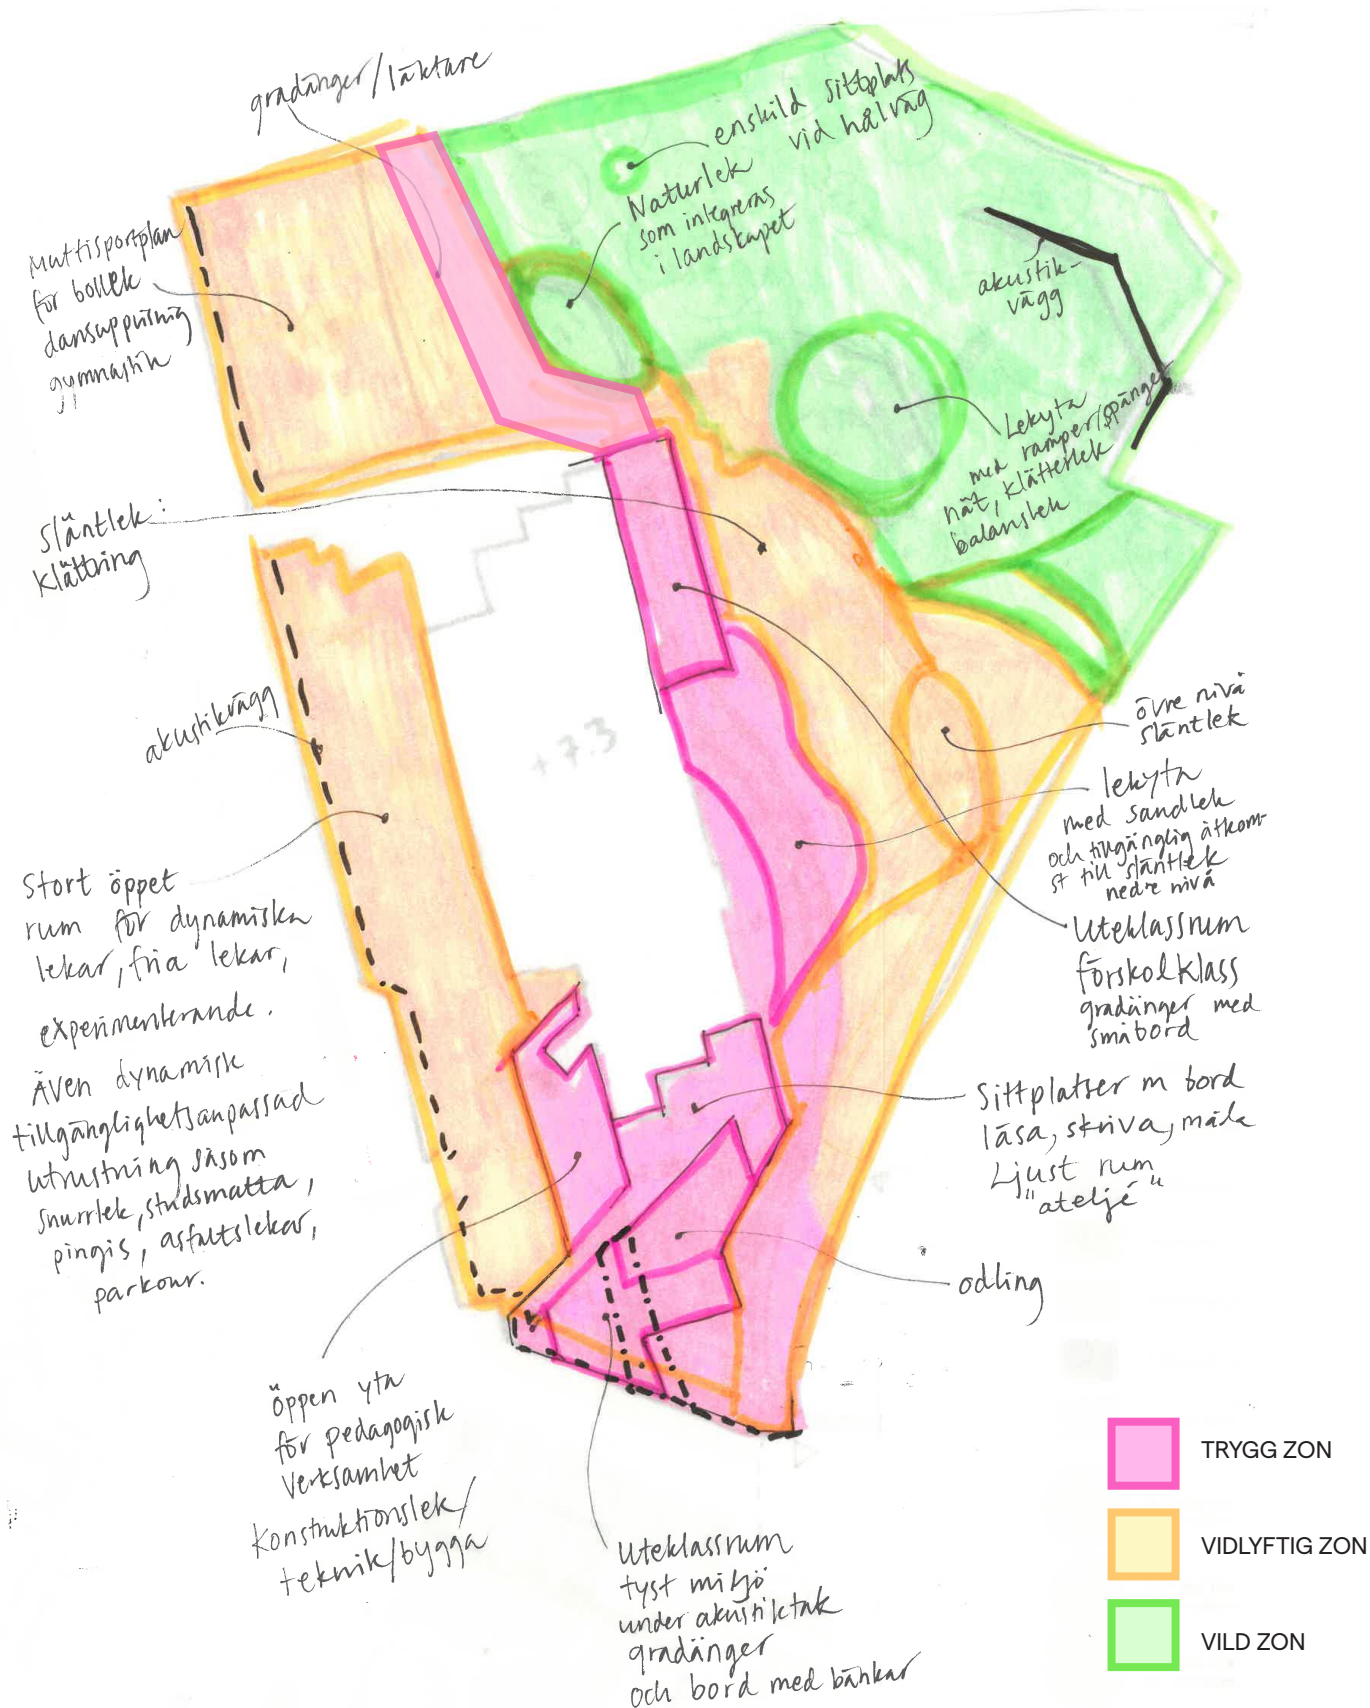 gradänger/läktare
enskild sittplats
vid hålväg
Naturlek
som integreras
i landskapet
akustik-
vägg
Multisportplan
för bollek
dansuppvisning
gymnastik
Lekyta
med ramper/spänger
nät, klätterlek
balanslek
Släntlek:
klättring
+7.3
akustikvägg
övre nivå
släntlek
lekyta
med sandlek
och tillgänglig åtkom-
st till släntlek
nedre nivå
Stort öppet
rum för dynamiska
lekar, fria lekar,
experimenterande.
ÄVEN dynamisk
tillgänglighetsanpassad
utrustning såsom
snurrlek, studsmatta,
pingis, asfaltslekar,
parkour.
Uteklassrum
förskolklass
gradänger med
småbord
Sittplatser m bord
läsa, skriva, måla
Ljust rum
"ateljé"
odling
Öppen yta
för pedagogisk
verksamhet
Konstruktionslek/
teknik/bygga
Uteklassrum
tyst miljö
under akustiktak
gradänger
och bord med bänkar
TRYGG ZON
VIDLYFTIG ZON
VILD ZON